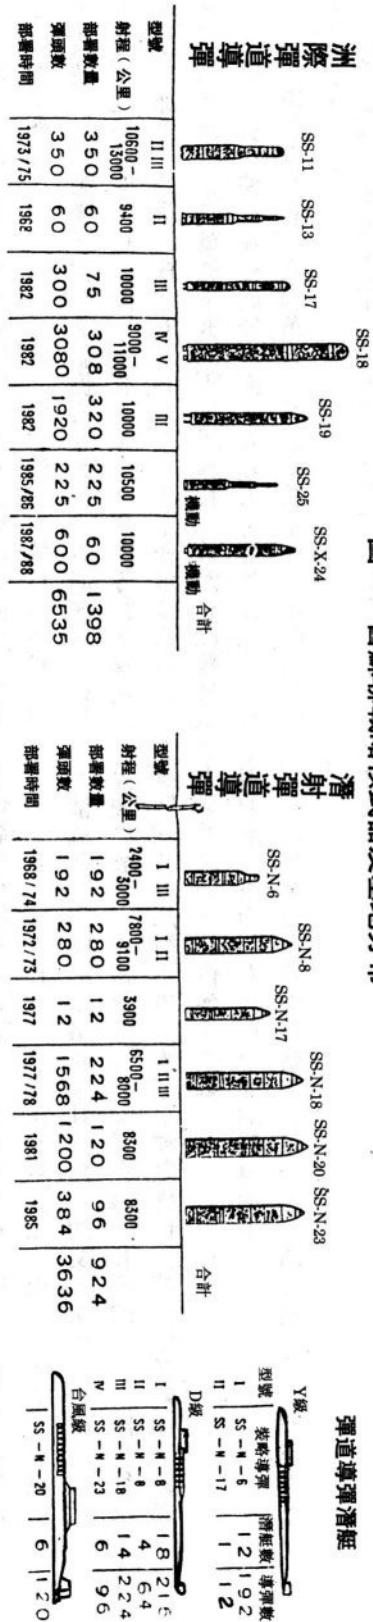 洲際彈道導彈
SS-11 SS-13 SS-17 SS-18 SS-19 SS-25 SS-X-24
機動 機動 合計
型號 II III II III IV V III
射程（公里） 10600-13000 9400 10000 9000-11000 10000 10500 10000
部署數量 350 60 75 308 320 225 60 1398
彈頭數 350 60 300 3080 1920 225 600 6535
部署時間 1973/75 1968 1982 1982 1982 1985/86 1987/88
潛射彈道導彈
SS-N-6 SS-N-8 SS-N-17 SS-N-18 SS-N-20 SS-N-23
合計
型號 I III I II I II III
射程（公里） 2400-3000 7800-9100 3900 6500-8000 8300 8300
部署數量 192 280 12 224 120 96 924
彈頭數 192 280 12 1568 1200 384 3636
部署時間 1968/74 1972/73 1977 1977/78 1981 1985
彈道導彈潛艇
Y級
型號 裝略導彈 潛艇數 導彈數
I SS-N-6 12 192
II SS-N-17 1 12
D級
I SS-N-8 18 216
II SS-N-8 4 64
III SS-N-18 14 224
IV SS-N-23 6 96
台風級
SS-N-20 6 120